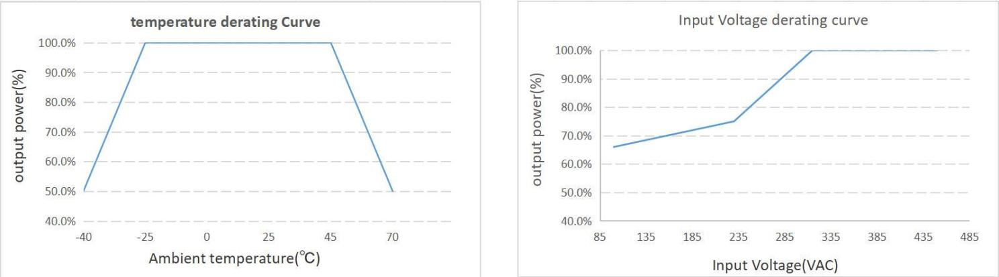 temperature derating Curve
100.0%
90.0%
80.0%
70.0%
60.0%
50.0%
40.0%
output power(%)
-40 -25 0 25 45 70
Ambient temperature(℃)
Input Voltage derating curve
100.0%
90.0%
80.0%
70.0%
60.0%
50.0%
40.0%
output power(%)
85 135 185 235 285 335 385 435 485
Input Voltage(VAC)